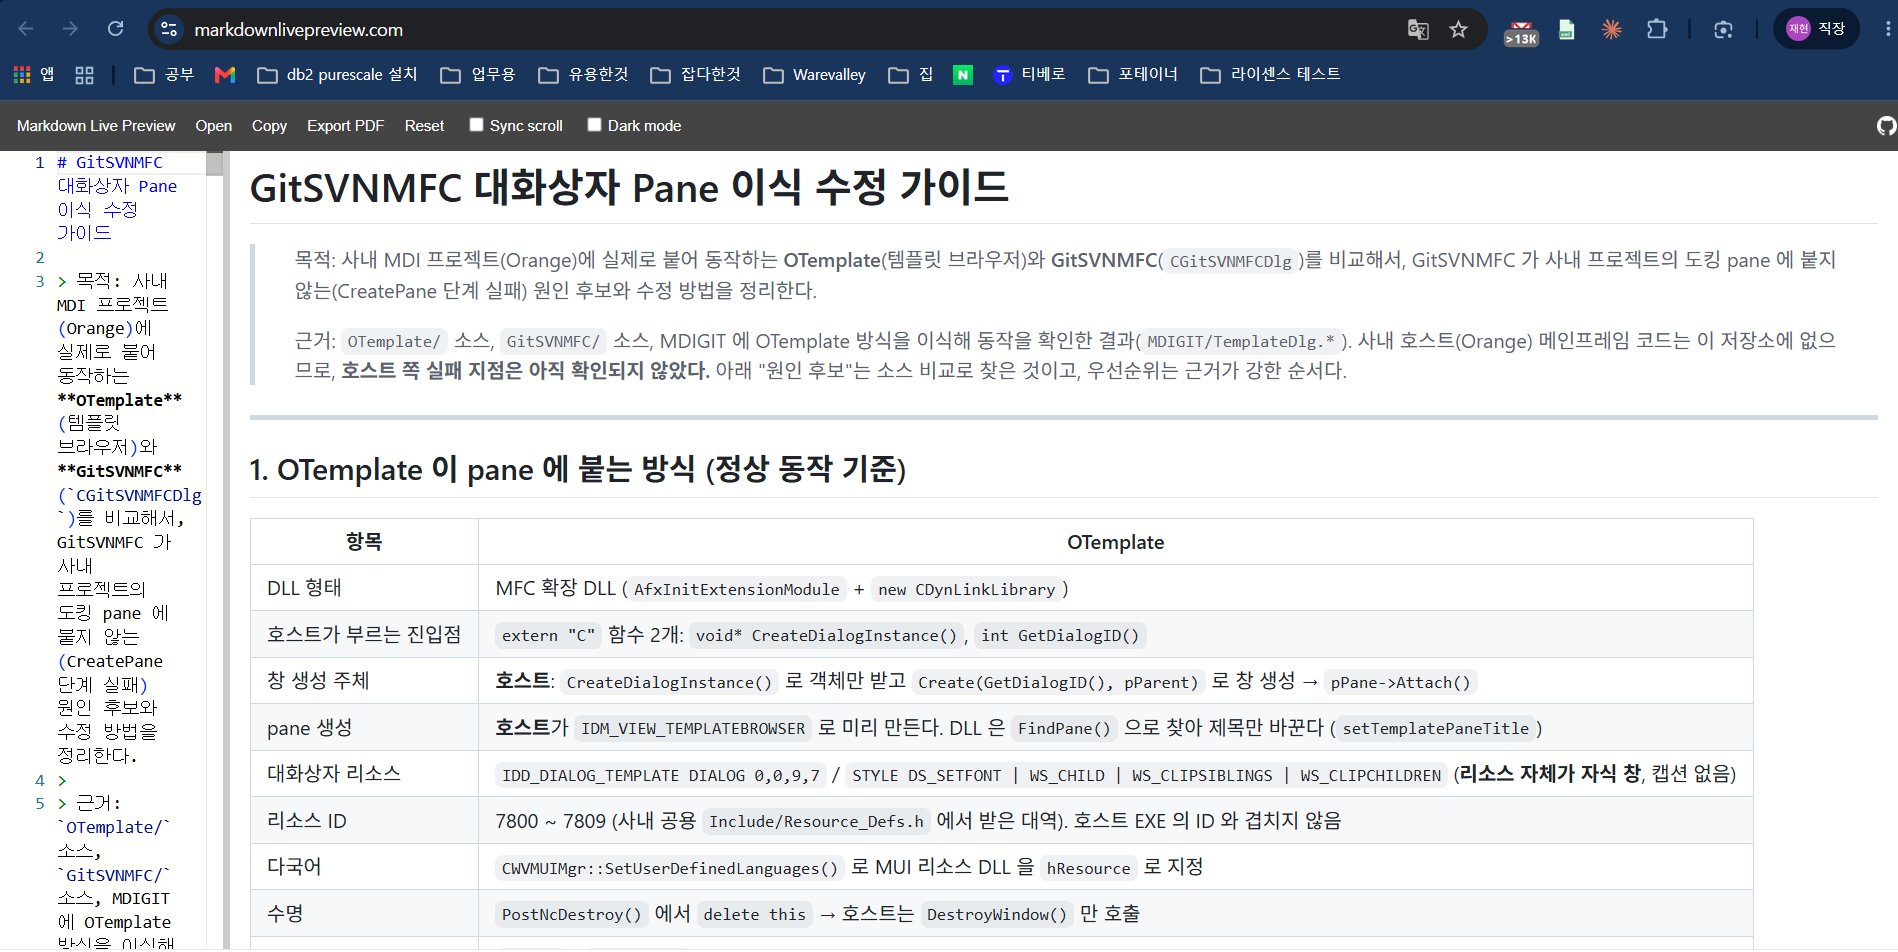 markdownlivepreview.com
>13K
재현 직장
앱 공부 db2 purescale 설치 업무용 유용한것 잡다한것 Warevalley 집 N T 티베로 포테이너 라이센스 테스트
Markdown Live Preview Open Copy Export PDF Reset Sync scroll Dark mode
1 # GitSVNMFC
대화상자 Pane
이식 수정
가이드
2
3 > 목적: 사내
MDI 프로젝트
(Orange)에
실제로 붙어
동작하는
**OTemplate**
(템플릿
브라우저)와
**GitSVNMFC**
(`CGitSVNMFCDlg
`)를 비교해서,
GitSVNMFC 가
사내
프로젝트의
도킹 pane 에
붙지 않는
(CreatePane
단계 실패)
원인 후보와
수정 방법을
정리한다.
4 >
5 > 근거:
`OTemplate/`
소스,
`GitSVNMFC/`
소스, MDIGIT
에 OTemplate
방식을 이식해
GitSVNMFC 대화상자 Pane 이식 수정 가이드
목적: 사내 MDI 프로젝트(Orange)에 실제로 붙어 동작하는 OTemplate(템플릿 브라우저)와 GitSVNMFC( CGitSVNMFCDlg )를 비교해서, GitSVNMFC 가 사내 프로젝트의 도킹 pane 에 붙지
않는(CreatePane 단계 실패) 원인 후보와 수정 방법을 정리한다.
근거: OTemplate/ 소스, GitSVNMFC/ 소스, MDIGIT 에 OTemplate 방식을 이식해 동작을 확인한 결과( MDIGIT/TemplateDlg.* ). 사내 호스트(Orange) 메인프레임 코드는 이 저장소에 없으
므로, 호스트 쪽 실패 지점은 아직 확인되지 않았다. 아래 "원인 후보"는 소스 비교로 찾은 것이고, 우선순위는 근거가 강한 순서다.
1. OTemplate 이 pane 에 붙는 방식 (정상 동작 기준)
항목 OTemplate
DLL 형태 MFC 확장 DLL ( AfxInitExtensionModule + new CDynLinkLibrary )
호스트가 부르는 진입점 extern "C" 함수 2개: void* CreateDialogInstance() , int GetDialogID()
창 생성 주체 호스트: CreateDialogInstance() 로 객체만 받고 Create(GetDialogID(), pParent) 로 창 생성 → pPane->Attach()
pane 생성 호스트가 IDM_VIEW_TEMPLATEBROWSER 로 미리 만든다. DLL 은 FindPane() 으로 찾아 제목만 바꾼다 ( setTemplatePaneTitle )
대화상자 리소스 IDD_DIALOG_TEMPLATE DIALOG 0,0,9,7 / STYLE DS_SETFONT | WS_CHILD | WS_CLIPSIBLINGS | WS_CLIPCHILDREN (리소스 자체가 자식 창, 캡션 없음)
리소스 ID 7800 ~ 7809 (사내 공용 Include/Resource_Defs.h 에서 받은 대역). 호스트 EXE 의 ID 와 겹치지 않음
다국어 CWVMUIMgr::SetUserDefinedLanguages() 로 MUI 리소스 DLL 을 hResource 로 지정
수명 PostNcDestroy() 에서 delete this → 호스트는 DestroyWindow() 만 호출